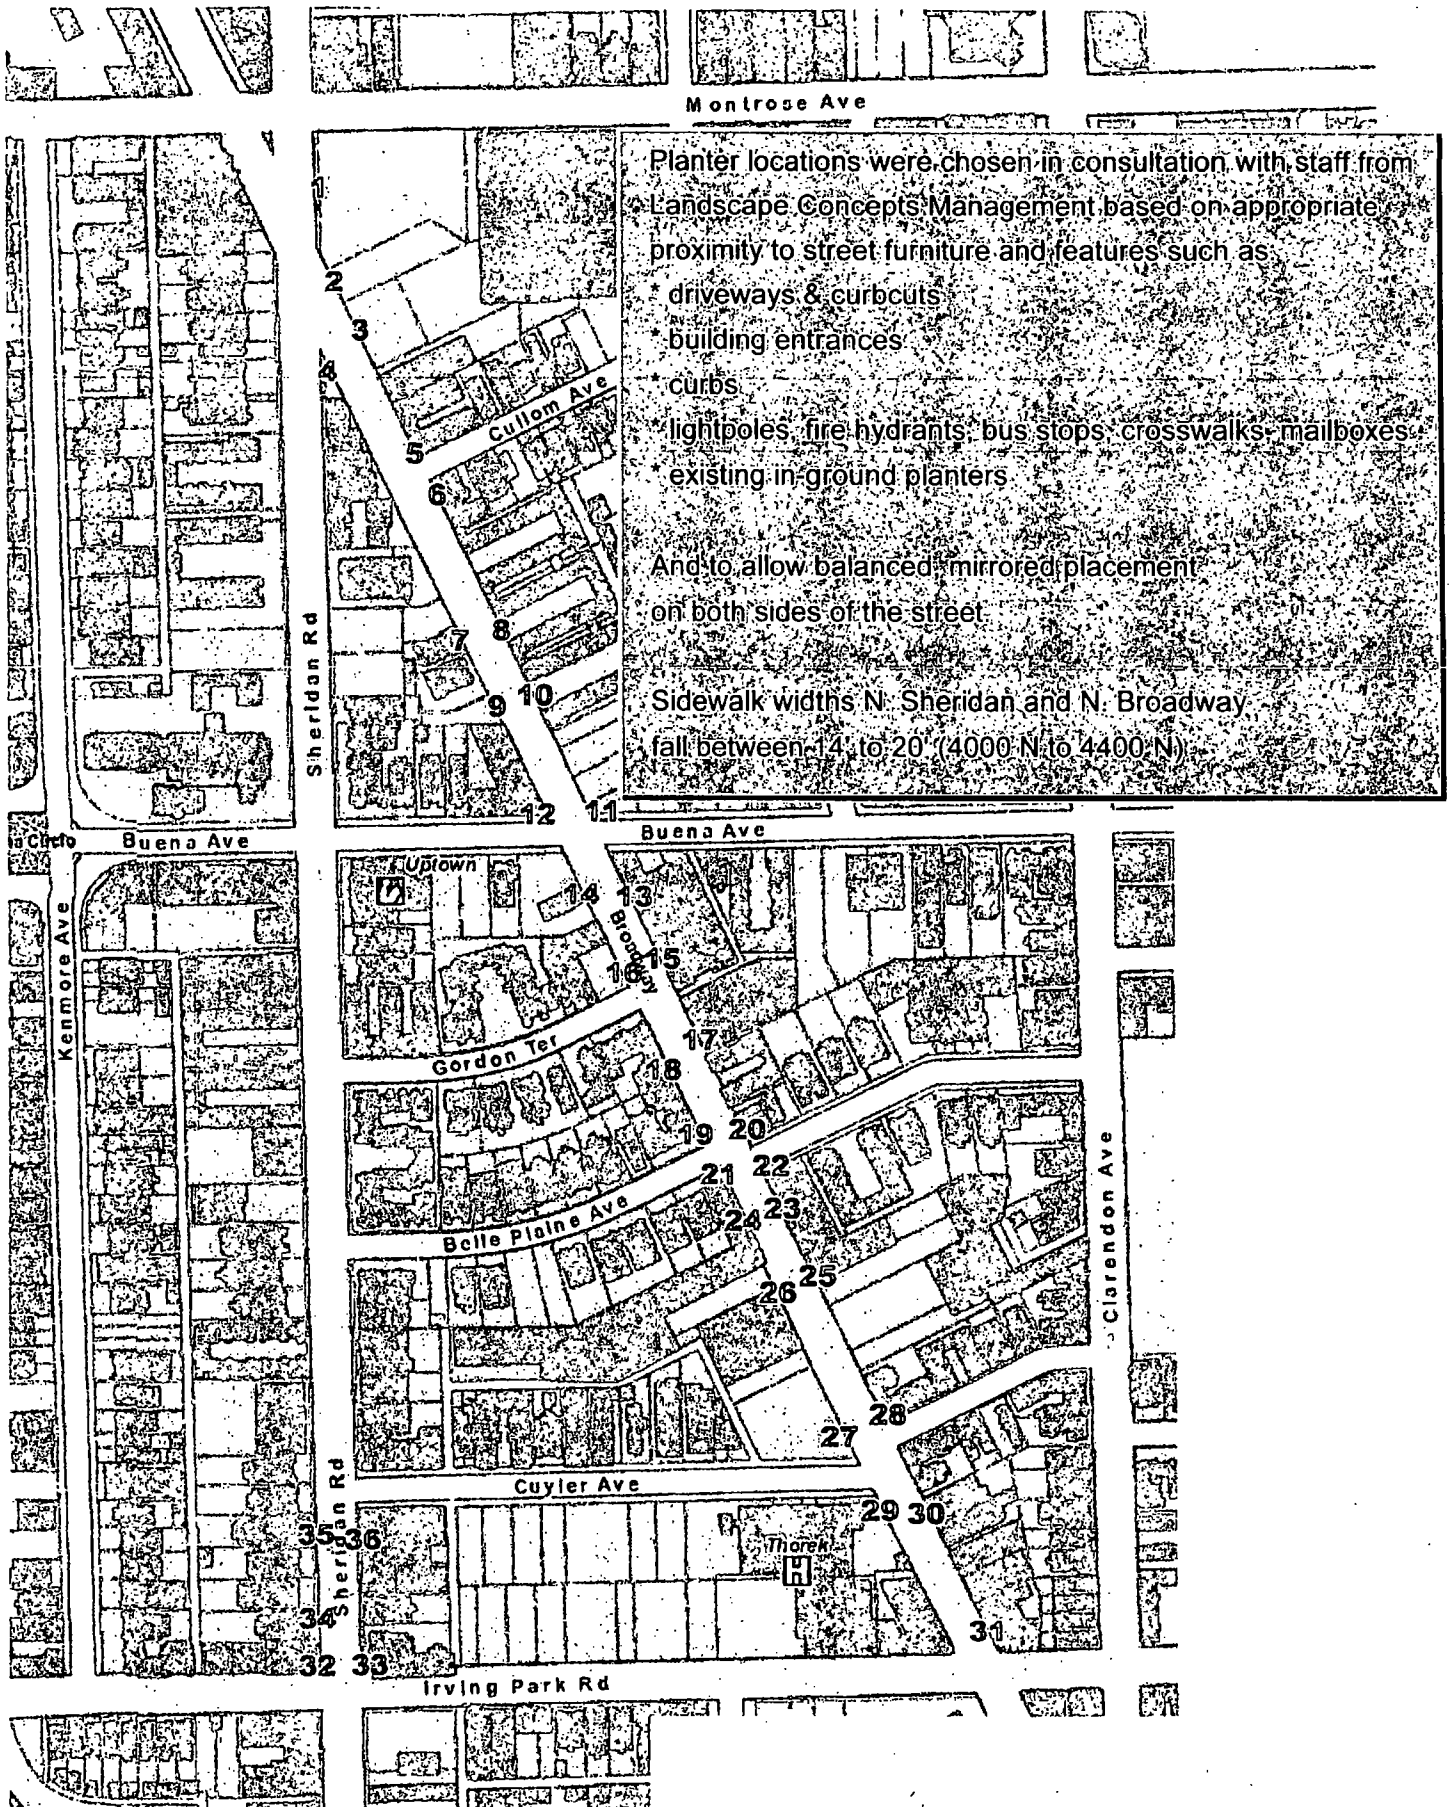 Montrose Ave
Planter locations were chosen in consultation with staff from
Landscape Concepts Management based on appropriate
proximity to street furniture and features such as
* driveways & curbcuts
* building entrances
* curbs
* lightpoles, fire hydrants, bus stops, crosswalks, mailboxes
* existing in ground planters
And to allow balanced, mirrored placement
on both sides of the street
Sidewalk widths N. Sheridan and N. Broadway
fall between 14' to 20' (4000 N to 4400 N)
1
2
3
4
Cullom Ave
5
6
Sheridan Rd
7
8
9
10
12
11
Buena Ave
Buena Ave
Uptown
14
13
Broadway
15
16
Kenmore Ave
17
Gordon Ter
18
19
20
21
22
Belle Plaine Ave
23
24
Clarendon Ave
25
26
28
27
Cuyler Ave
Sheridan Rd
29
30
35
36
Thorek
H
34
31
32
33
Irving Park Rd